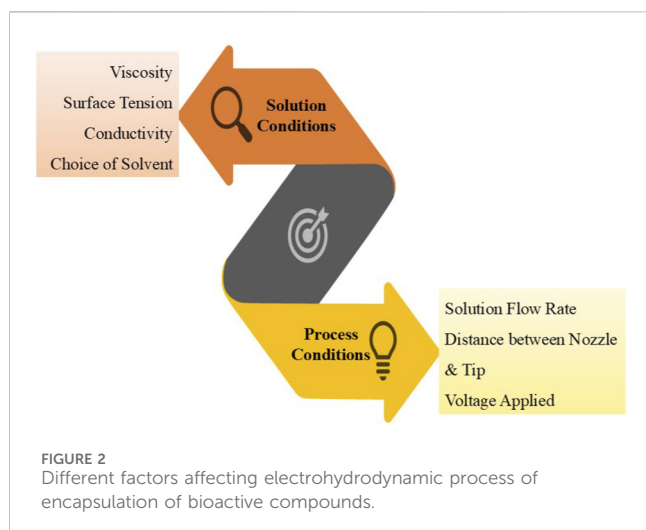 Viscosity
Surface Tension
Conductivity
Choice of Solvent
Solution
Conditions
Process
Conditions
Solution Flow Rate
Distance between Nozzle
& Tip
Voltage Applied
FIGURE 2
Different factors affecting electrohydrodynamic process of
encapsulation of bioactive compounds.